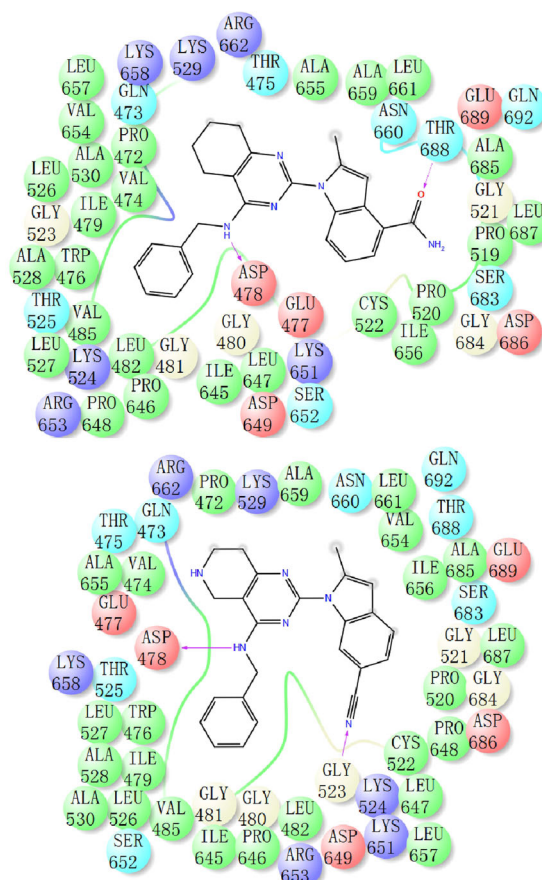 ARG 662
LYS 658
LYS 529
THR 475
ALA 655
ALA 659
LEU 661
LEU 657
GLN 473
ASN 660
GLU 689
GLN 692
VAL 654
PRO 472
THR 688
ALA 530
ALA 685
LEU 526
VAL 474
ILE 479
GLY 521
GLY 523
LEU 687
PRO 519
ALA 528
TRP 476
ASP 478
SER 683
THR 525
VAL 485
GLU 477
CYS 522
PRO 520
GLY 480
ILE 656
GLY 684
ASP 686
LEU 527
LYS 524
LEU 482
GLY 481
ILE 645
LEU 647
LYS 651
ARG 653
PRO 648
PRO 646
ASP 649
SER 652
N
N
N
NH
O
NH2
ARG 662
PRO 472
LYS 529
ALA 659
ASN 660
LEU 661
GLN 692
THR 475
GLN 473
VAL 654
THR 688
ALA 655
VAL 474
ILE 656
ALA 685
GLU 689
GLU 477
SER 683
ASP 478
GLY 521
LEU 687
LYS 658
THR 525
PRO 520
GLY 684
LEU 527
TRP 476
CYS 522
PRO 648
ASP 686
ALA 528
ILE 479
GLY 523
LYS 524
LEU 647
ALA 530
LEU 526
VAL 485
GLY 481
GLY 480
LEU 482
LYS 651
LEU 657
SER 652
ILE 645
PRO 646
ARG 653
ASP 649
HN
N
N
N
HN
N